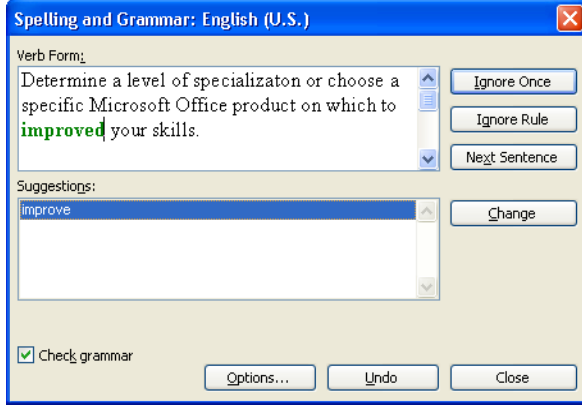 Spelling and Grammar: English (U.S.)
Verb Form:
Determine a level of specializaton or choose a
specific Microsoft Office product on which to
improved your skills.
Ignore Once
Ignore Rule
Next Sentence
Suggestions:
improve
Change
Check grammar
Options...
Undo
Close